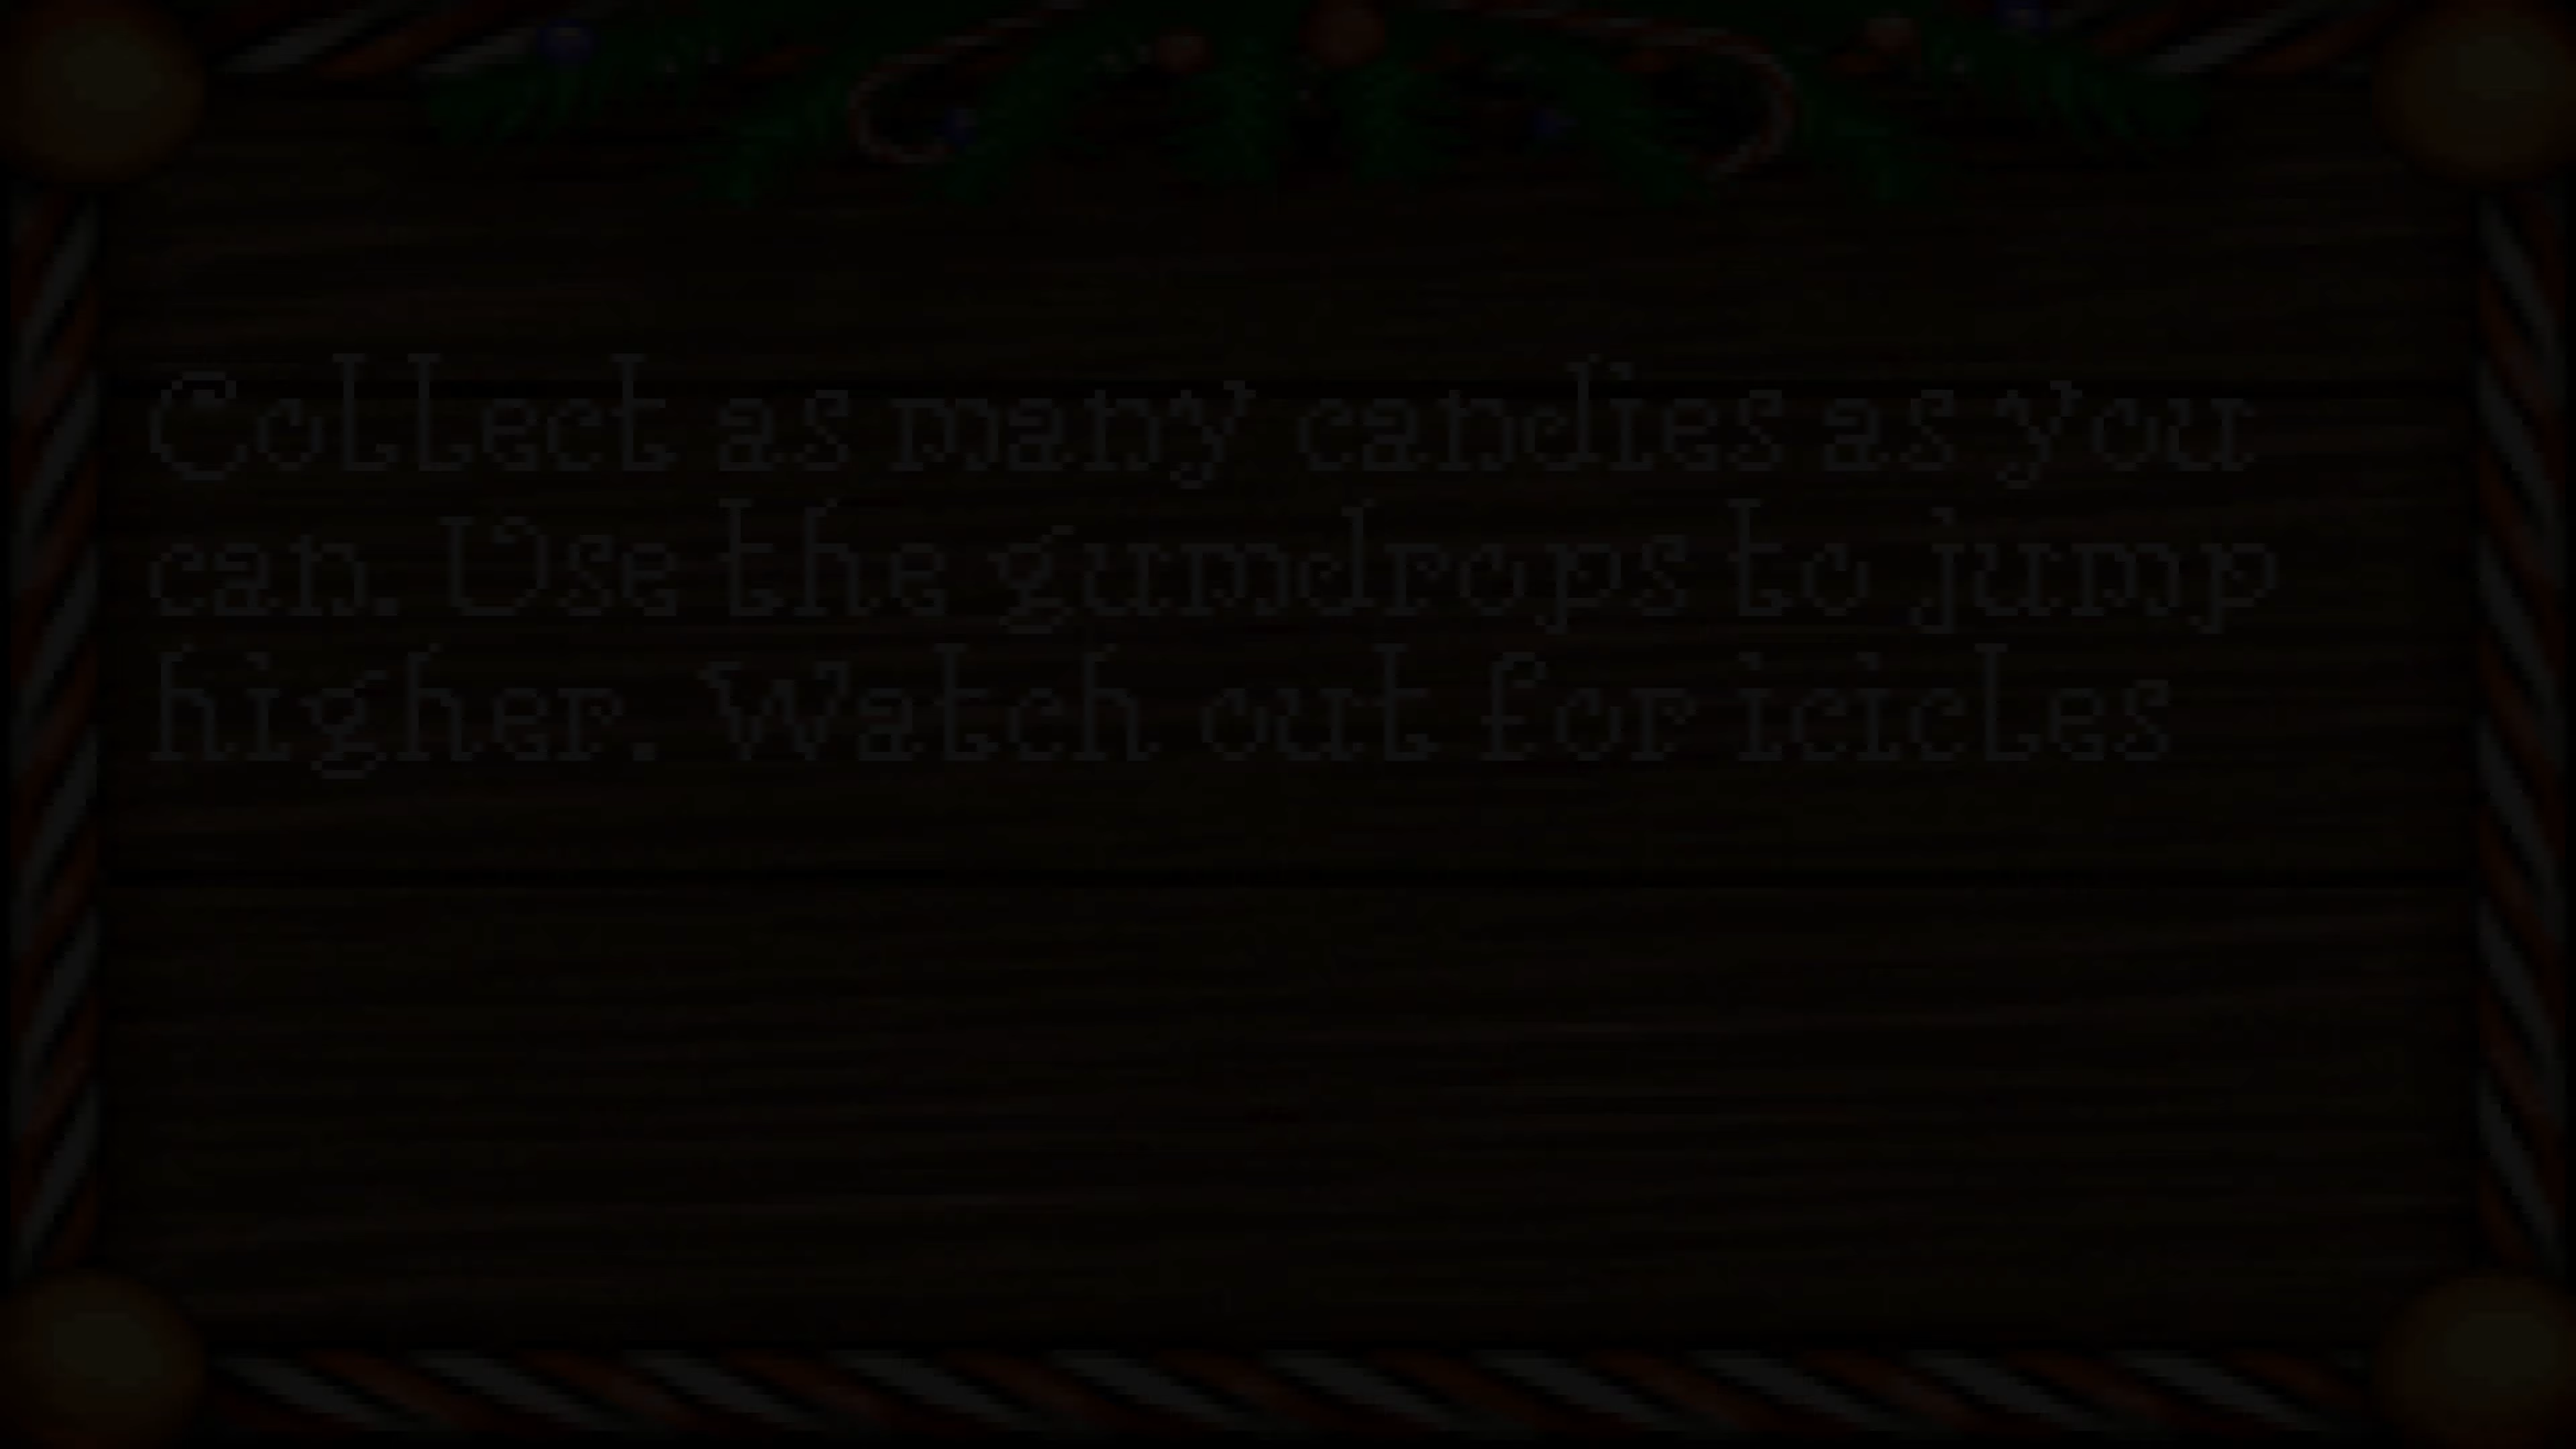 Collect as many candies as you
can. Use the gumdrops to jump
higher. Watch out for icicles